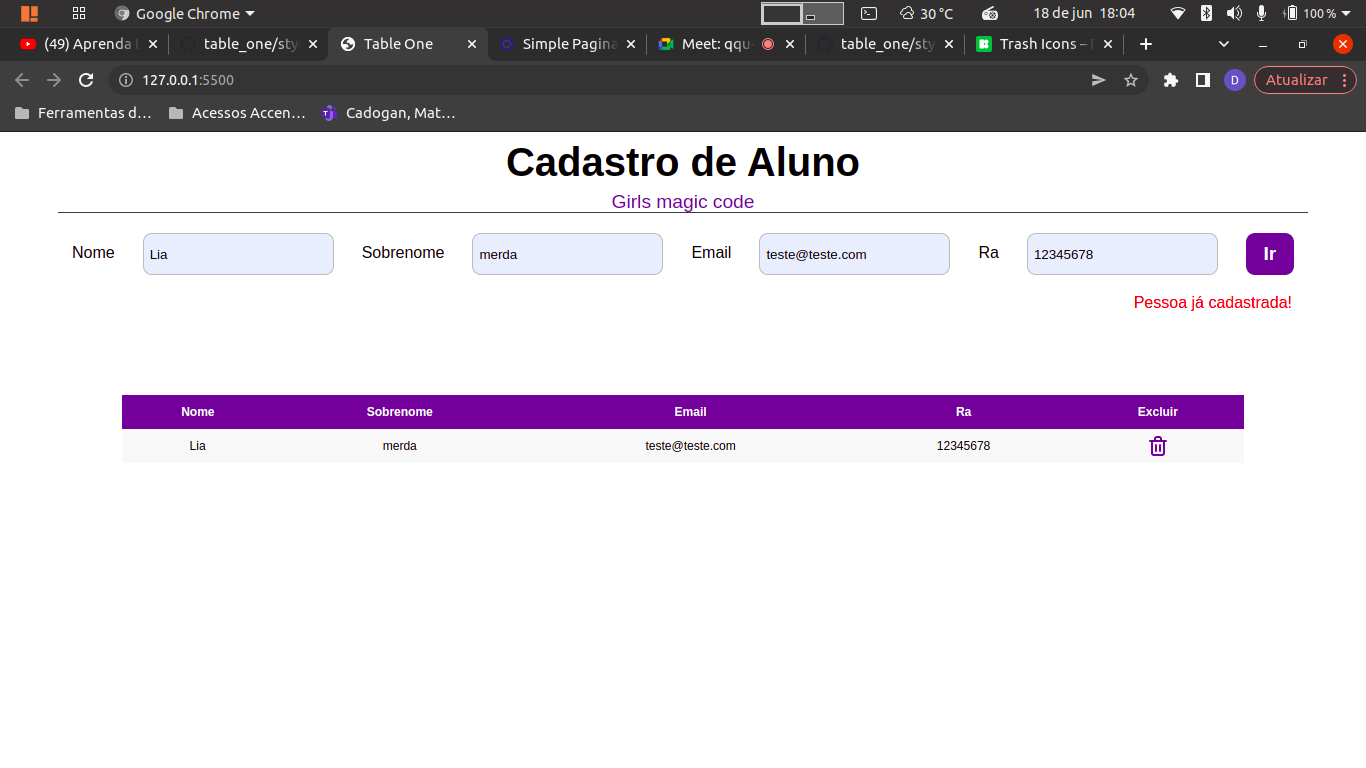 Google Chrome 30 °C 18 de jun 18:04 100 %
(49) Aprenda table_one/sty Table One Simple Pagina Meet: qqu- table_one/sty Trash Icons –
127.0.0.1:5500 D Atualizar
Ferramentas d… Acessos Accen… Cadogan, Mat…
Cadastro de Aluno
Girls magic code
Nome Lia Sobrenome merda Email teste@teste.com Ra 12345678 Ir
Pessoa já cadastrada!
Nome Sobrenome Email Ra Excluir
Lia merda teste@teste.com 12345678